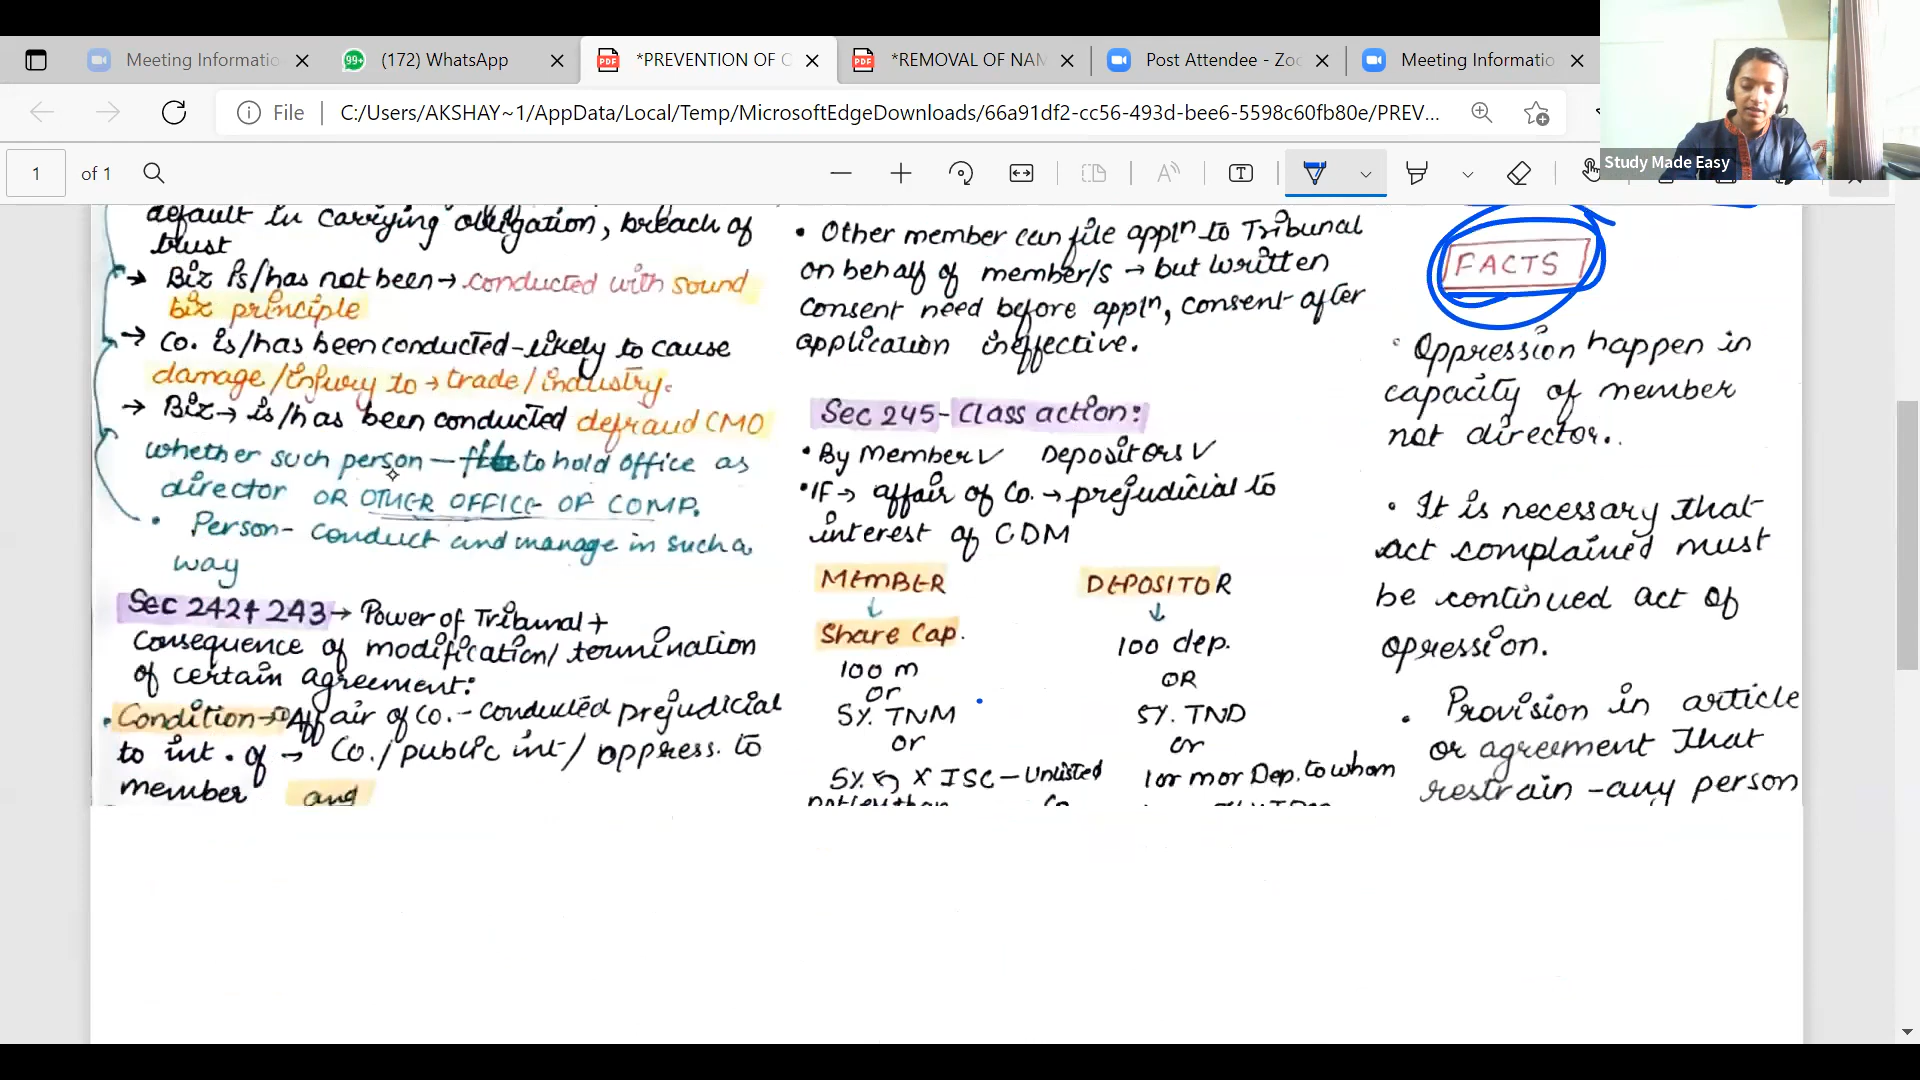 Meeting Informatio
(172) WhatsApp
*PREVENTION OF O
*REMOVAL OF NAM
Post Attendee - Zoo
Meeting Informatio
File
C:/Users/AKSHAY~1/AppData/Local/Temp/MicrosoftEdgeDownloads/66a91df2-cc56-493d-bee6-5598c60fb80e/PREV...
1
of 1
Study Made Easy
default in carrying obligation, breach of
trust
→ Biz is/has not been → conducted with sound
biz principle
→ Co. is/has been conducted - likely to cause
damage/injury to → trade/industry.
→ Biz → is/has been conducted defraud CMO
whether such person - to hold office as
director OR OTHER OFFICE OF COMP.
• Person - conduct and manage in such a
way
Sec 242+ 243 → Power of Tribunal +
Consequence of modification/ termination
of certain agreement:
• Condition → Affair of Co. - conducted prejudicial
to int. of → Co./public int/ oppress. to
member and
• Other member can file appln to Tribunal
on behalf of member/s → but written
consent need before appln, consent after
application ineffective.
Sec 245 - Class action:
• By Member ✓ Depositors ✓
• IF → affair of Co. → prejudicial to
interest of CDM
MEMBER
↓
Share Cap.
100 m
or
5%. TNM
or
5% X ISC - Unlisted
not less than Co
DEPOSITOR
↓
100 dep.
OR
5%. TND
or
1 or mor Dep. to whom
FACTS
• Oppression happen in
capacity of member
not director..
• It is necessary that
act complained must
be continued act of
opression.
• Provision in article
or agreement that
restrain - any person